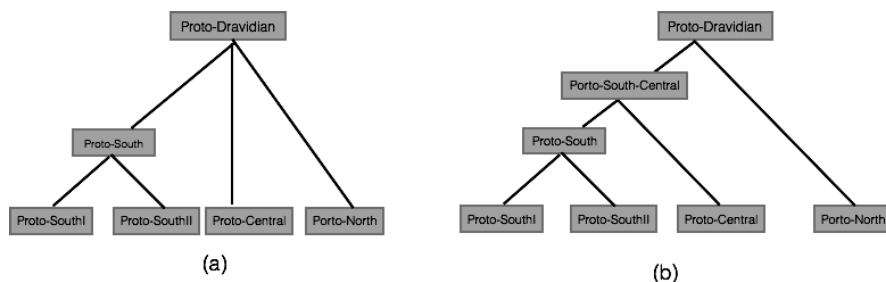 Proto-Dravidian
Proto-South
Proto-SouthI
Proto-SouthII
Proto-Central
Porto-North
(a)
Proto-Dravidian
Porto-South-Central
Proto-South
Proto-SouthI
Proto-SouthII
Proto-Central
Porto-North
(b)